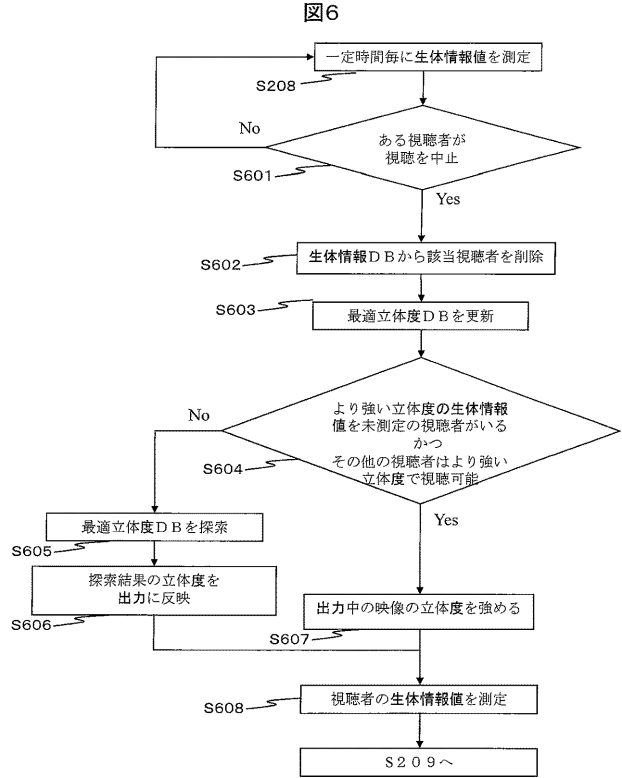 図6
一定時間毎に生体情報値を測定
S208
No
ある視聴者が
視聴を中止
S601
Yes
生体情報ＤＢから該当視聴者を削除
S602
S603
最適立体度ＤＢを更新
No
より強い立体度の生体情報
値を未測定の視聴者がいる
かつ
その他の視聴者はより強い
立体度で視聴可能
S604
Yes
最適立体度ＤＢを探索
S605
探索結果の立体度を
出力に反映
S606
出力中の映像の立体度を強める
S607
視聴者の生体情報値を測定
S608
Ｓ２０９へ